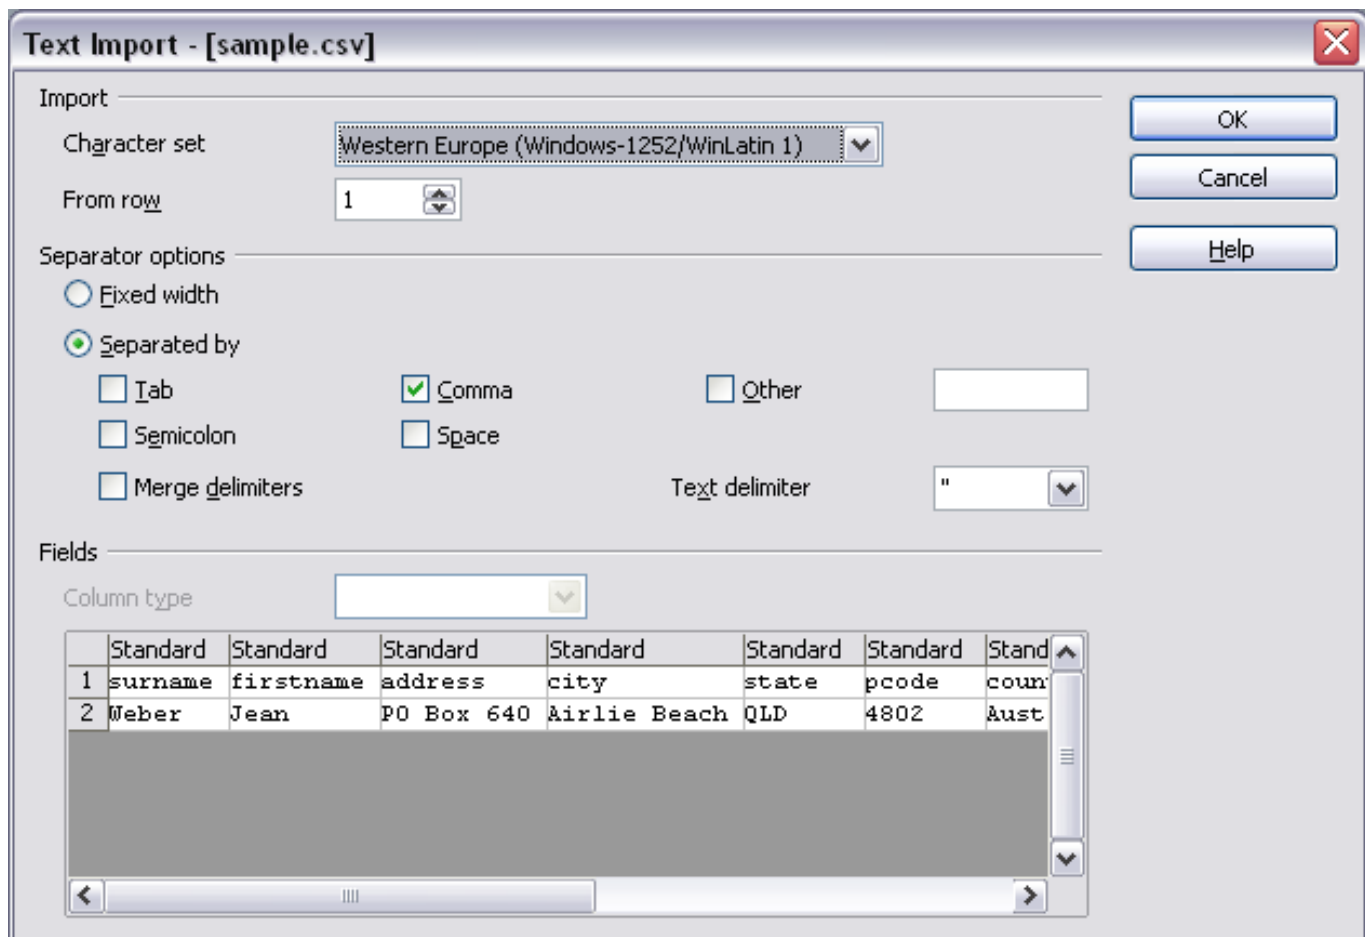 Text Import - [sample.csv]
Import
OK
Character set Western Europe (Windows-1252/WinLatin 1)
Cancel
From row 1
Help
Separator options
Fixed width
Separated by
Tab Comma Other
Semicolon Space
Merge delimiters Text delimiter "
Fields
Column type
Standard Standard Standard Standard Standard Standard Stand
1 surname firstname address city state pcode coun
2 Weber Jean PO Box 640 Airlie Beach QLD 4802 Aust